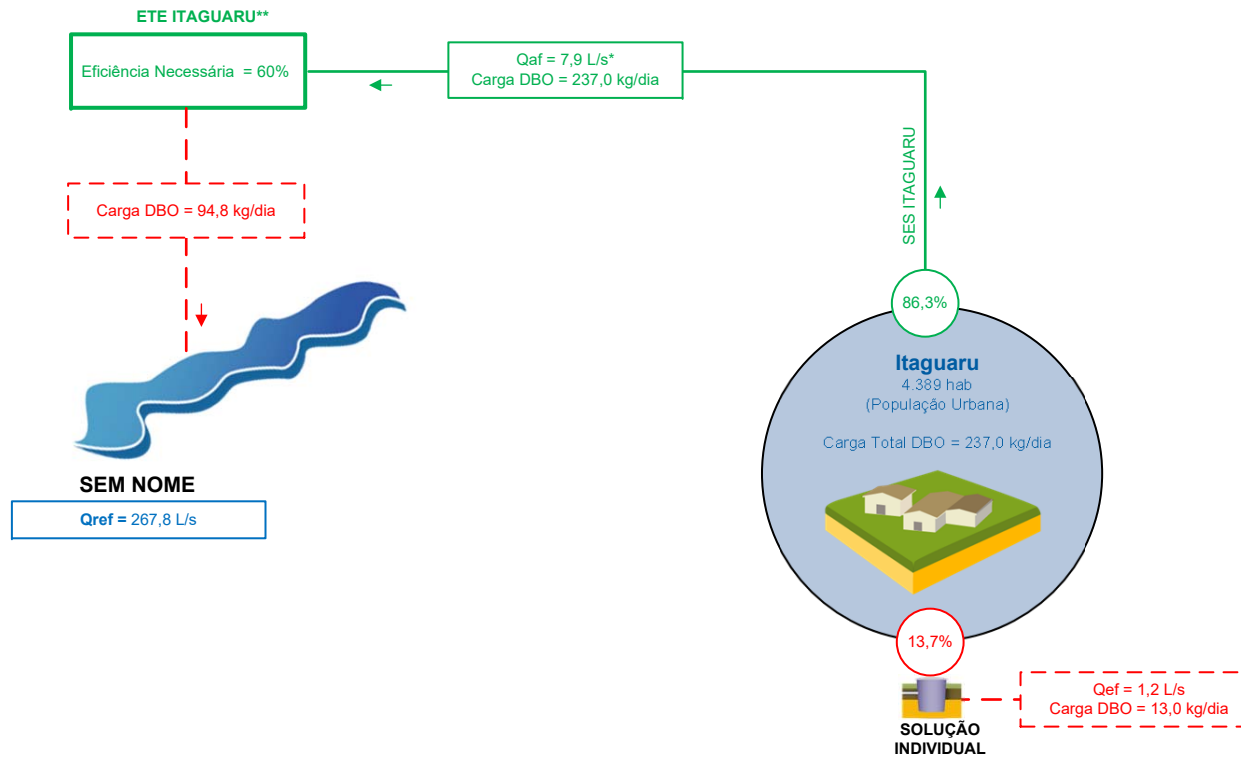 ETE ITAGUARU**
Eficiência Necessária = 60%
Qaf = 7,9 L/s*
Carga DBO = 237,0 kg/dia
SES ITAGUARU
Carga DBO = 94,8 kg/dia
SEM NOME
Qref = 267,8 L/s
86,3%
Itaguaru
4.389 hab
(População Urbana)
Carga Total DBO = 237,0 kg/dia
13,7%
SOLUÇÃO
INDIVIDUAL
Qef = 1,2 L/s
Carga DBO = 13,0 kg/dia